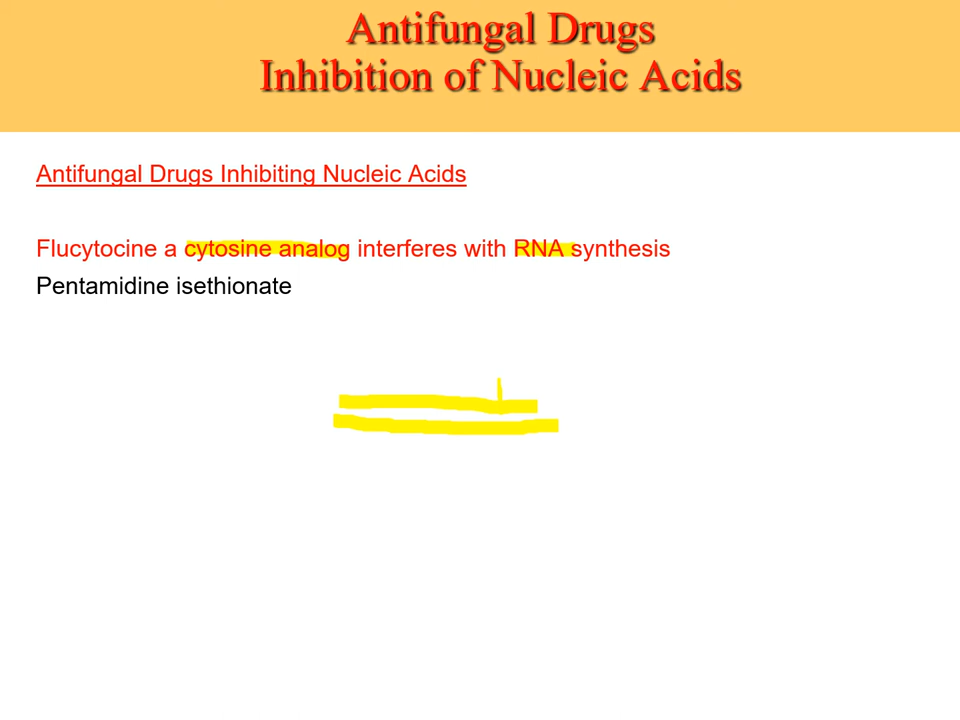 Antifungal Drugs
Inhibition of Nucleic Acids
Antifungal Drugs Inhibiting Nucleic Acids
Flucytocine a cytosine analog interferes with RNA synthesis
Pentamidine isethionate